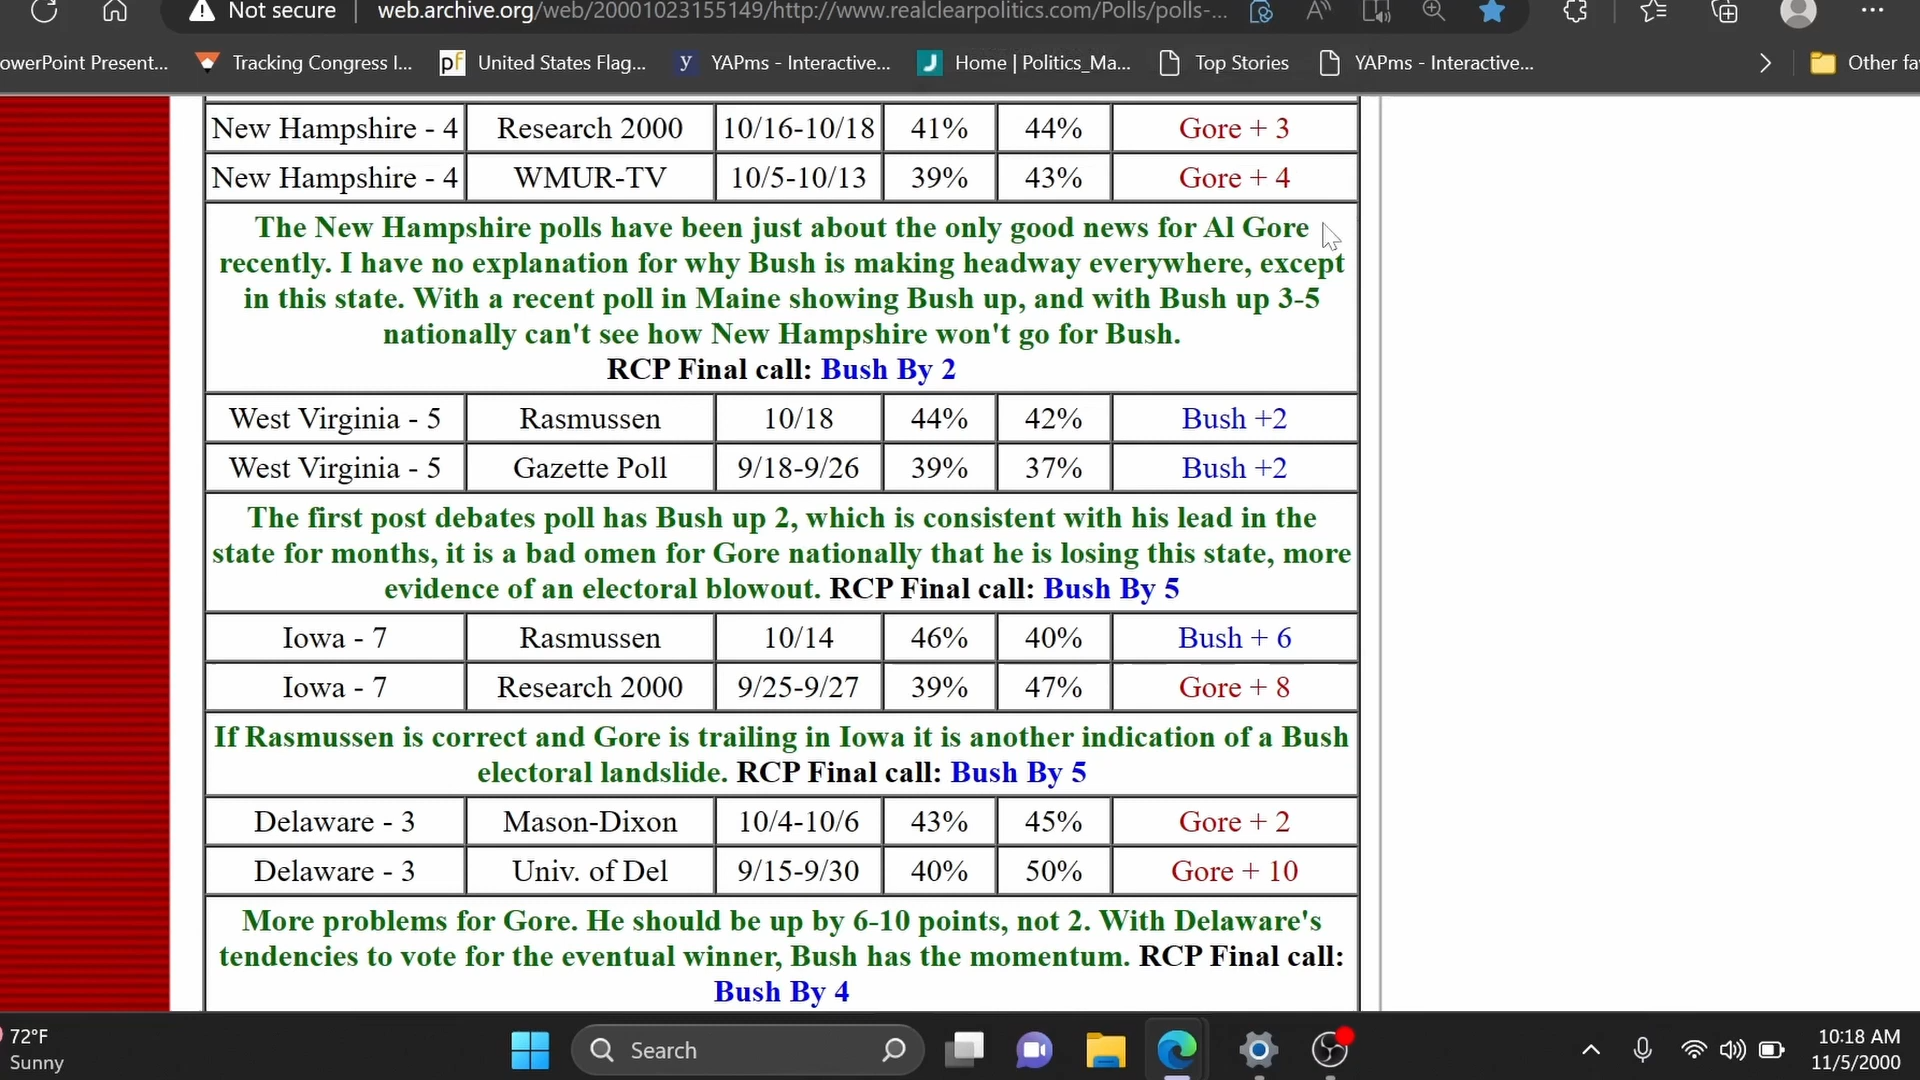 Not secure | web.archive.org/web/20001023155149/http://www.realclearpolitics.com/Polls/polls-...
owerPoint Present... Tracking Congress I... pf United States Flag... y YAPms - Interactive... J Home | Politics_Ma... Top Stories YAPms - Interactive... Other fa
New Hampshire - 4 Research 2000 10/16-10/18 41% 44% Gore + 3
New Hampshire - 4 WMUR-TV 10/5-10/13 39% 43% Gore + 4
The New Hampshire polls have been just about the only good news for Al Gore
recently. I have no explanation for why Bush is making headway everywhere, except
in this state. With a recent poll in Maine showing Bush up, and with Bush up 3-5
nationally can't see how New Hampshire won't go for Bush.
RCP Final call: Bush By 2
West Virginia - 5 Rasmussen 10/18 44% 42% Bush +2
West Virginia - 5 Gazette Poll 9/18-9/26 39% 37% Bush +2
The first post debates poll has Bush up 2, which is consistent with his lead in the
state for months, it is a bad omen for Gore nationally that he is losing this state, more
evidence of an electoral blowout. RCP Final call: Bush By 5
Iowa - 7 Rasmussen 10/14 46% 40% Bush + 6
Iowa - 7 Research 2000 9/25-9/27 39% 47% Gore + 8
If Rasmussen is correct and Gore is trailing in Iowa it is another indication of a Bush
electoral landslide. RCP Final call: Bush By 5
Delaware - 3 Mason-Dixon 10/4-10/6 43% 45% Gore + 2
Delaware - 3 Univ. of Del 9/15-9/30 40% 50% Gore + 10
More problems for Gore. He should be up by 6-10 points, not 2. With Delaware's
tendencies to vote for the eventual winner, Bush has the momentum. RCP Final call:
Bush By 4
72°F
Sunny
Search
10:18 AM
11/5/2000